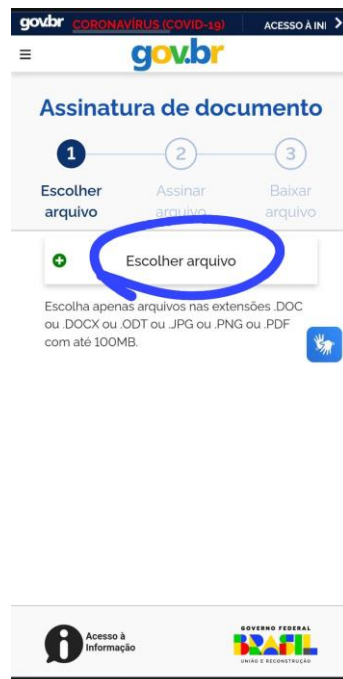 gov.br CORONAVÍRUS (COVID-19) ACESSO À INI
gov.br
Assinatura de documento
1 2 3
Escolher Assinar Baixar
arquivo arquivo arquivo
Escolher arquivo
Escolha apenas arquivos nas extensões .DOC
ou .DOCX ou .ODT ou .JPG ou .PNG ou .PDF
com até 100MB.
Acesso à
Informação
GOVERNO FEDERAL
BRASIL
UNIÃO E RECONSTRUÇÃO